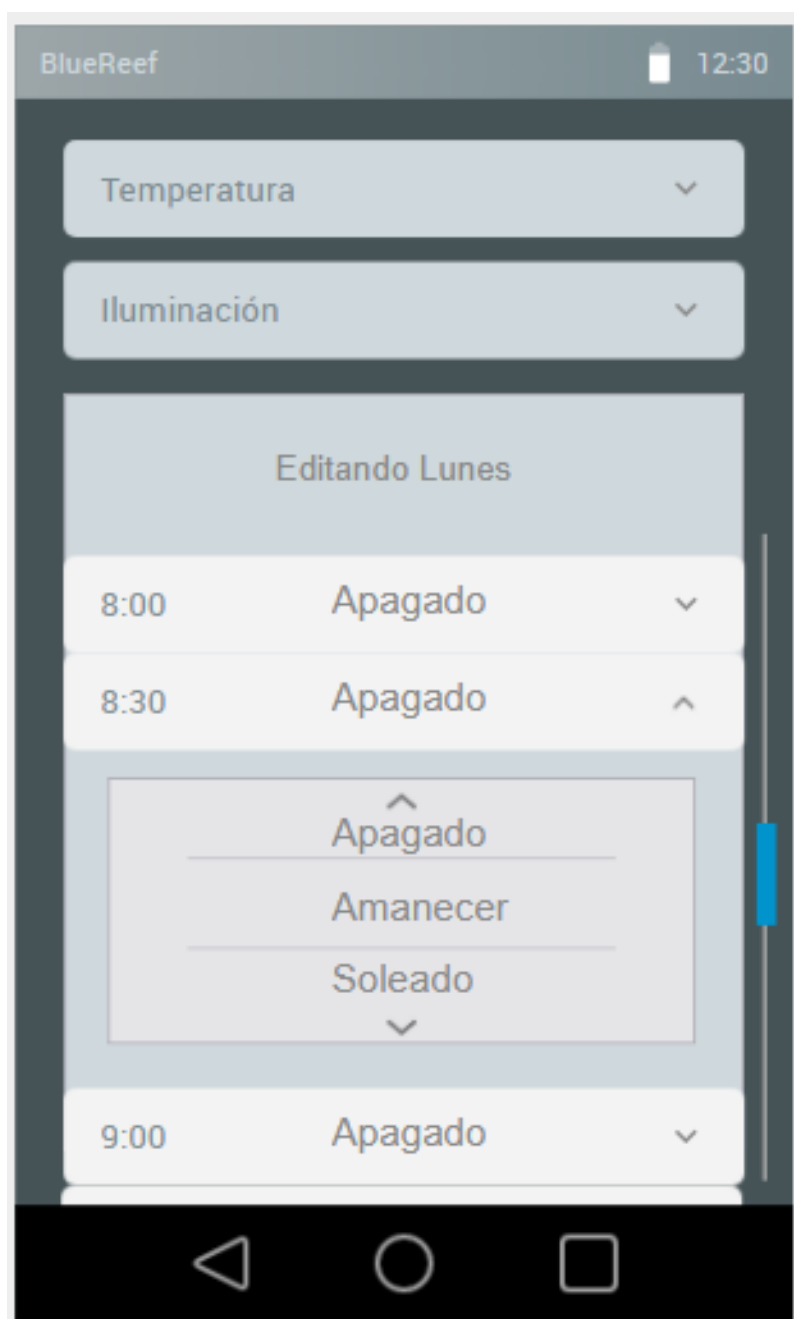 BlueReef 12:30
Temperatura
Iluminación
Editando Lunes
8:00 Apagado
8:30 Apagado
Apagado
Amanecer
Soleado
9:00 Apagado